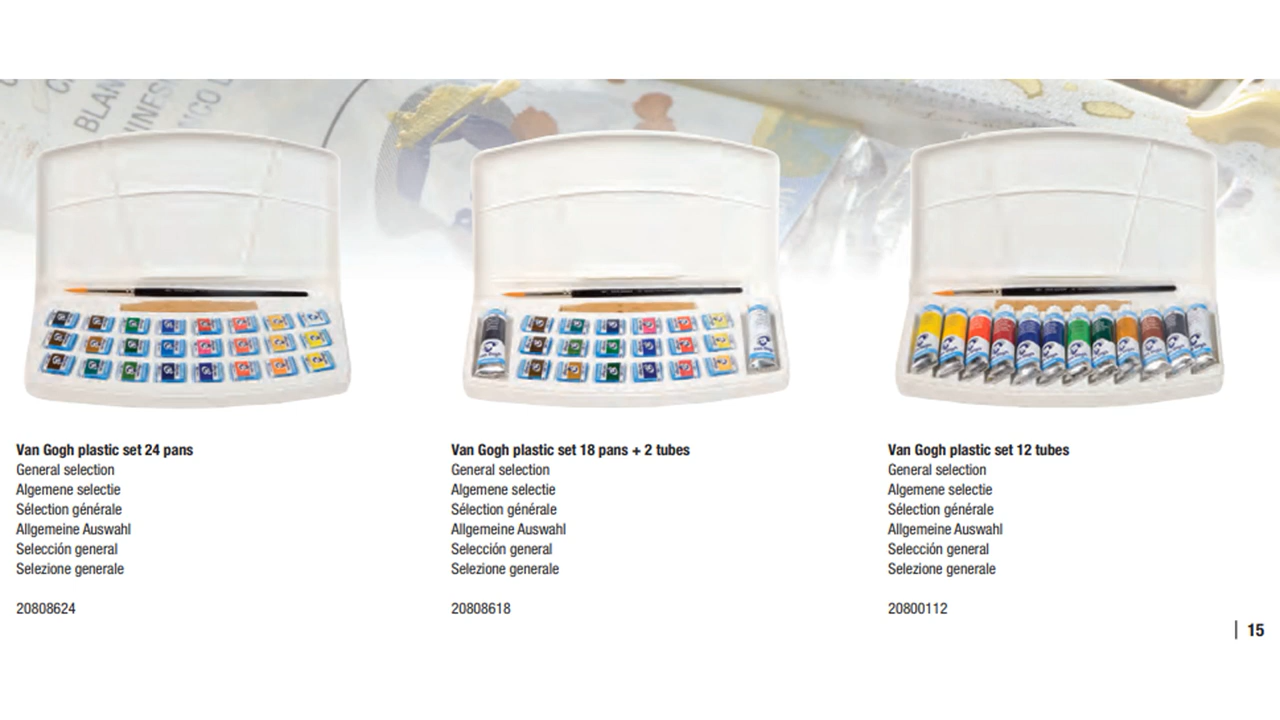 BLAN
Van Gogh plastic set 24 pans
General selection
Algemene selectie
Sélection générale
Allgemeine Auswahl
Selección general
Selezione generale
20808624
Van Gogh plastic set 18 pans + 2 tubes
General selection
Algemene selectie
Sélection générale
Allgemeine Auswahl
Selección general
Selezione generale
20808618
Van Gogh plastic set 12 tubes
General selection
Algemene selectie
Sélection générale
Allgemeine Auswahl
Selección general
Selezione generale
20800112
| 15